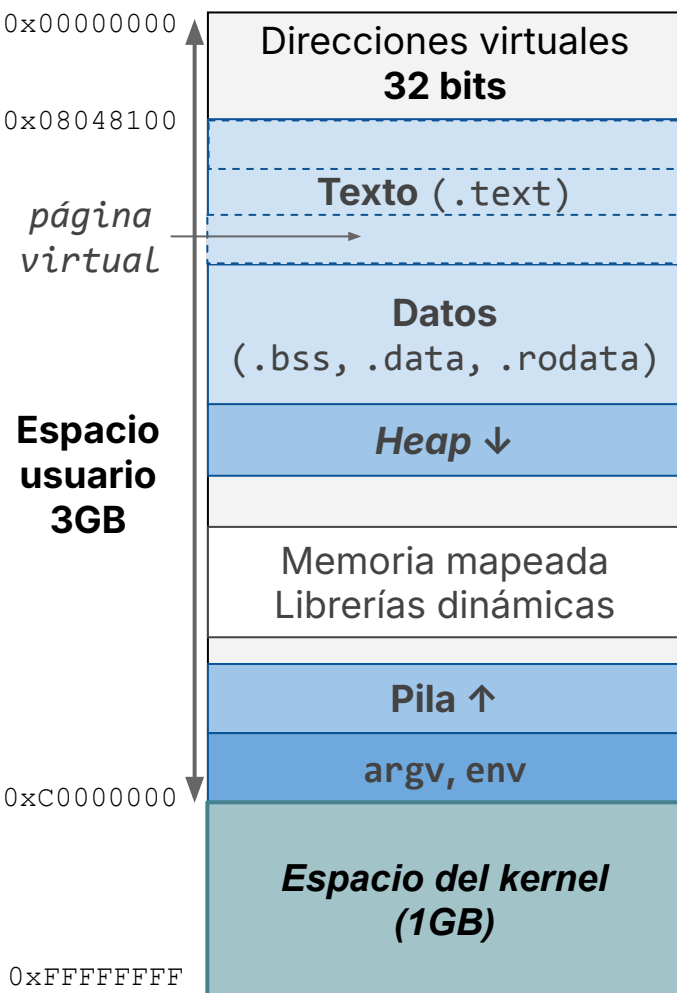 0x00000000
Direcciones virtuales
32 bits
0x08048100
Texto (.text)
página
virtual
Datos
(.bss, .data, .rodata)
Espacio
usuario
3GB
Heap ↓
Memoria mapeada
Librerías dinámicas
Pila ↑
argv, env
0xC0000000
Espacio del kernel
(1GB)
0xFFFFFFFF